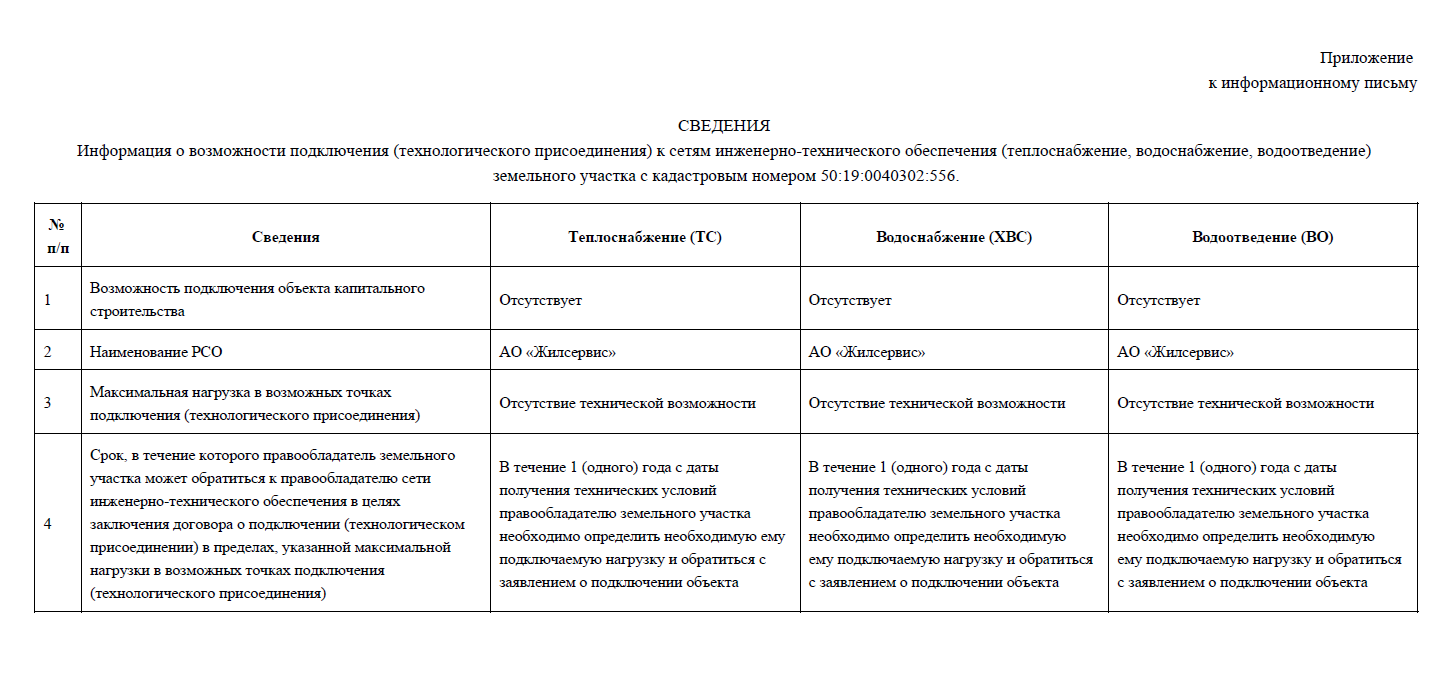 Приложение
к информационному письму
СВЕДЕНИЯ
Информация о возможности подключения (технологического присоединения) к сетям инженерно-технического обеспечения (теплоснабжение, водоснабжение, водоотведение)
земельного участка с кадастровым номером 50:19:0040302:556.
№
п/п
Сведения
Теплоснабжение (ТС)
Водоснабжение (ХВС)
Водоотведение (ВО)
1
Возможность подключения объекта капитального
строительства
Отсутствует
Отсутствует
Отсутствует
2
Наименование РСО
АО «Жилсервис»
АО «Жилсервис»
АО «Жилсервис»
3
Максимальная нагрузка в возможных точках
подключения (технологического присоединения)
Отсутствие технической возможности
Отсутствие технической возможности
Отсутствие технической возможности
4
Срок, в течение которого правообладатель земельного
участка может обратиться к правообладателю сети
инженерно-технического обеспечения в целях
заключения договора о подключении (технологическом
присоединении) в пределах, указанной максимальной
нагрузки в возможных точках подключения
(технологического присоединения)
В течение 1 (одного) года с даты
получения технических условий
правообладателю земельного участка
необходимо определить необходимую ему
подключаемую нагрузку и обратиться с
заявлением о подключении объекта
В течение 1 (одного) года с даты
получения технических условий
правообладателю земельного участка
необходимо определить необходимую
ему подключаемую нагрузку и обратиться
с заявлением о подключении объекта
В течение 1 (одного) года с даты
получения технических условий
правообладателю земельного участка
необходимо определить необходимую
ему подключаемую нагрузку и обратиться
с заявлением о подключении объекта